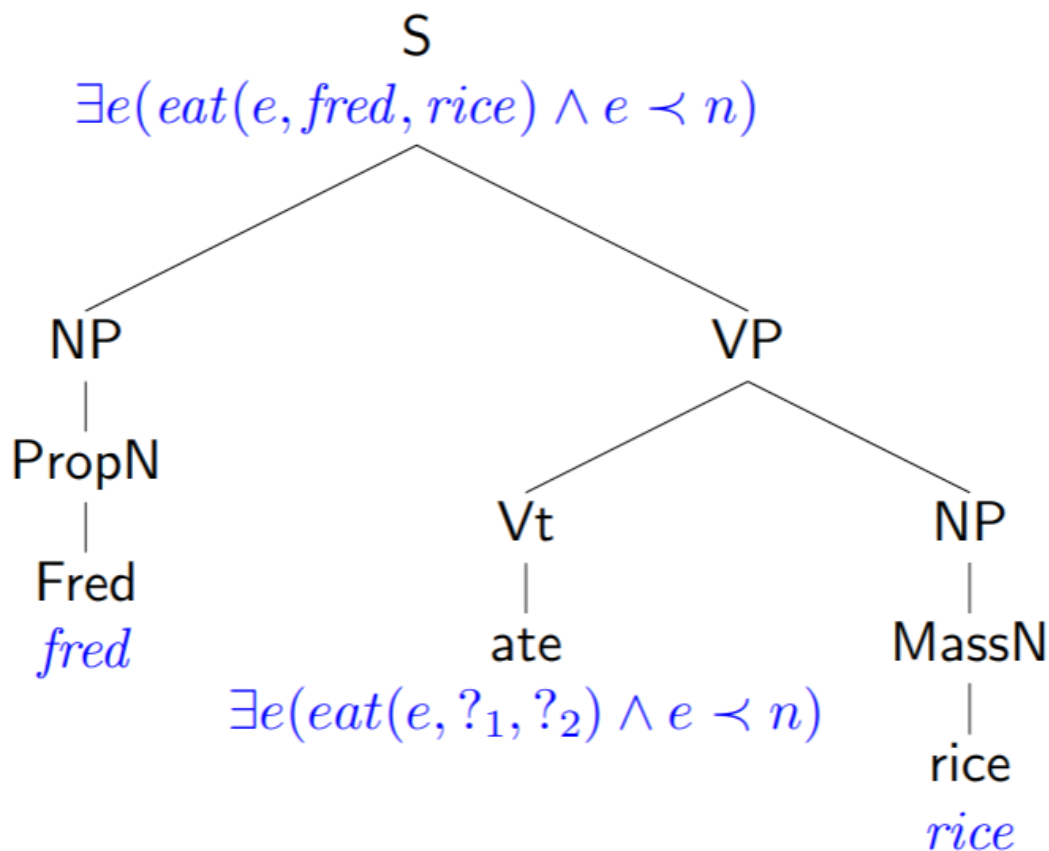 S
∃e(eat(e, fred, rice) ∧ e ≺ n)
NP VP
PropN
Vt NP
Fred
fred
ate MassN
∃e(eat(e, ?₁, ?₂) ∧ e ≺ n)
rice
rice